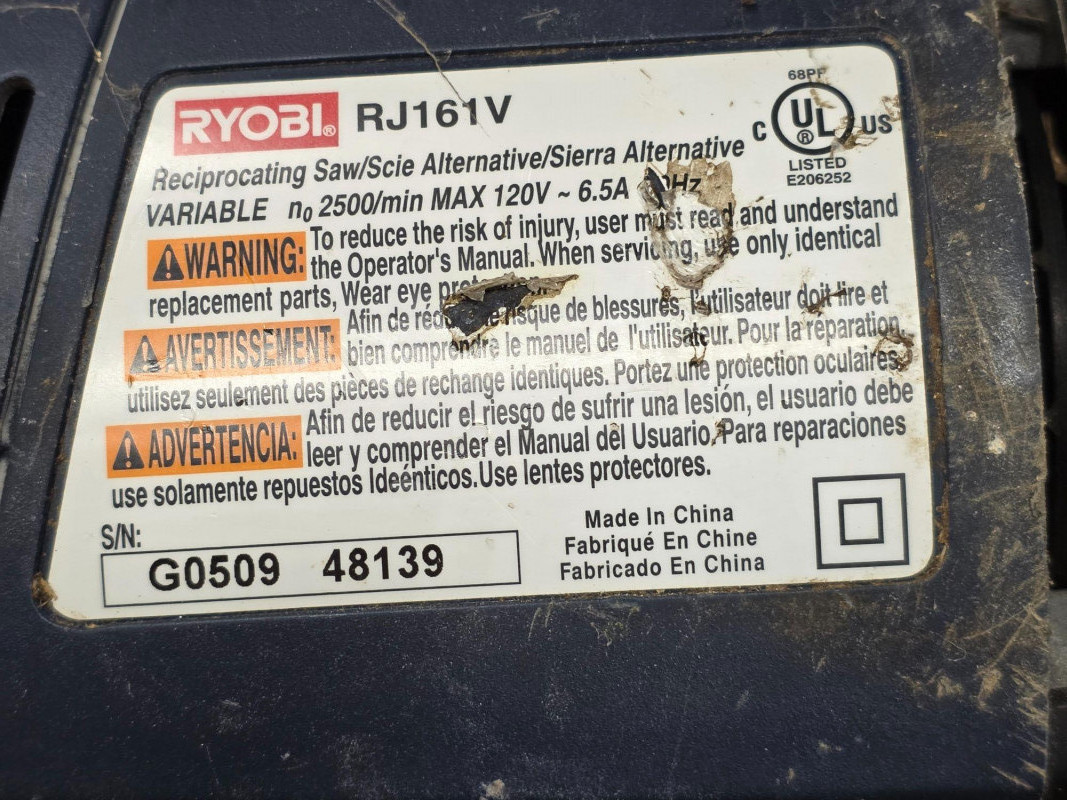 RYOBI® RJ161V
68PF
C UL® US
LISTED
E206252
Reciprocating Saw/Scie Alternative/Sierra Alternative
VARIABLE n₀ 2500/min MAX 120V ~ 6.5A
WARNING: To reduce the risk of injury, user must read and understand
the Operator's Manual. When servicing, use only identical
replacement parts, Wear eye
AVERTISSEMENT: Afin de risque de blessures, l'utilisateur doit lire et
bien comprendre le manuel de l'utilisateur. Pour la réparation,
utilisez seulement des pièces de rechange identiques. Portez une protection oculaires.
ADVERTENCIA: Afin de reducir el riesgo de sufrir una lesión, el usuario debe
leer y comprender el Manual del Usuario. Para reparaciones
use solamente repuestos Ideénticos. Use lentes protectores.
S/N:
G0509 48139
Made In China
Fabriqué En Chine
Fabricado En China